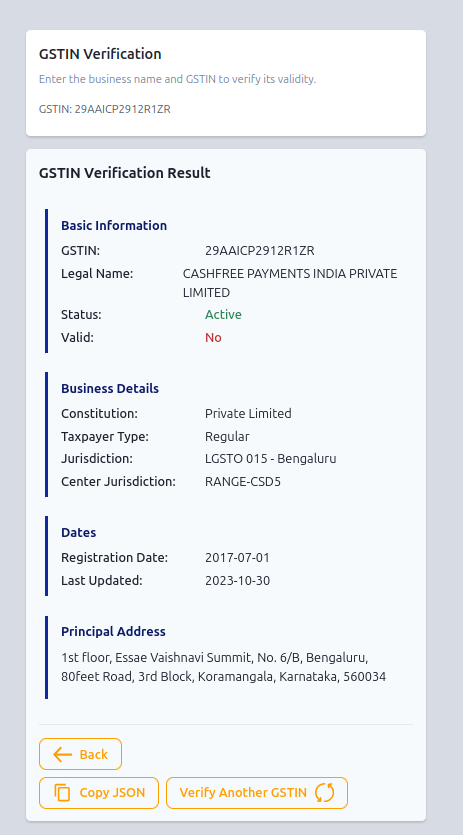 GSTIN Verification
Enter the business name and GSTIN to verify its validity.
GSTIN: 29AAICP2912R1ZR
GSTIN Verification Result
Basic Information
GSTIN: 29AAICP2912R1ZR
Legal Name: CASHFREE PAYMENTS INDIA PRIVATE
LIMITED
Status: Active
Valid: No
Business Details
Constitution: Private Limited
Taxpayer Type: Regular
Jurisdiction: LGSTO 015 - Bengaluru
Center Jurisdiction: RANGE-CSD5
Dates
Registration Date: 2017-07-01
Last Updated: 2023-10-30
Principal Address
1st floor, Essae Vaishnavi Summit, No. 6/B, Bengaluru,
80feet Road, 3rd Block, Koramangala, Karnataka, 560034
Back
Copy JSON Verify Another GSTIN